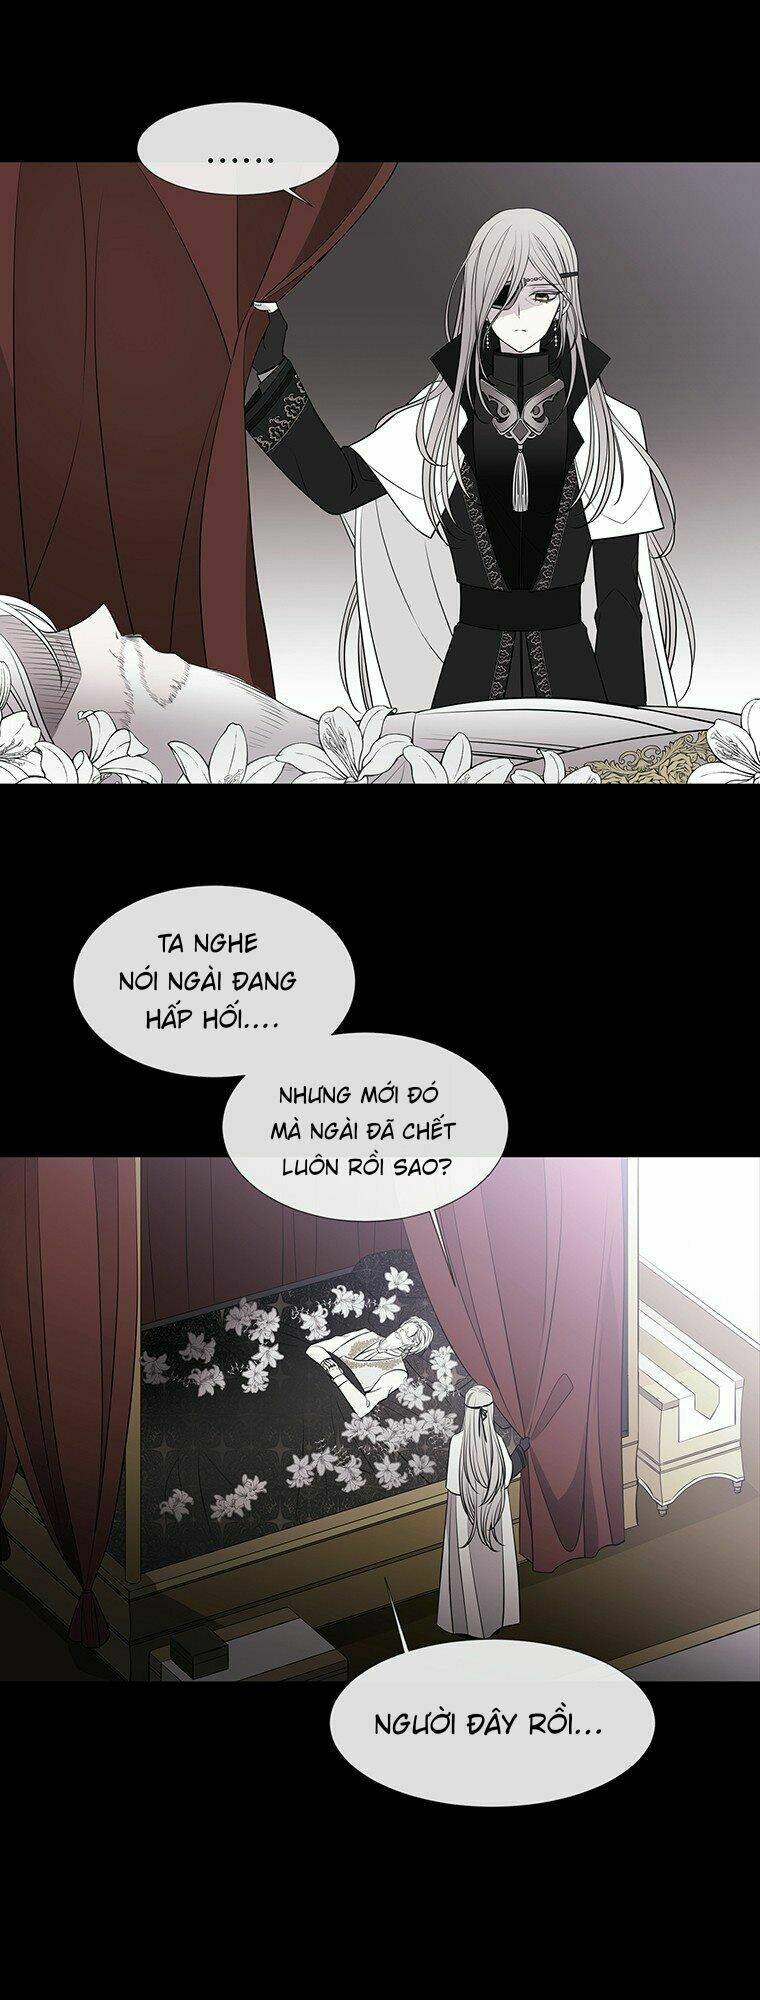 ......
TA NGHE
NÓI NGÀI ĐANG
HẤP HỐI....
NHƯNG MỚI ĐÓ
MÀ NGÀI ĐÃ CHẾT
LUÔN RỒI SAO?
NGƯỜI ĐÂY RỒI...